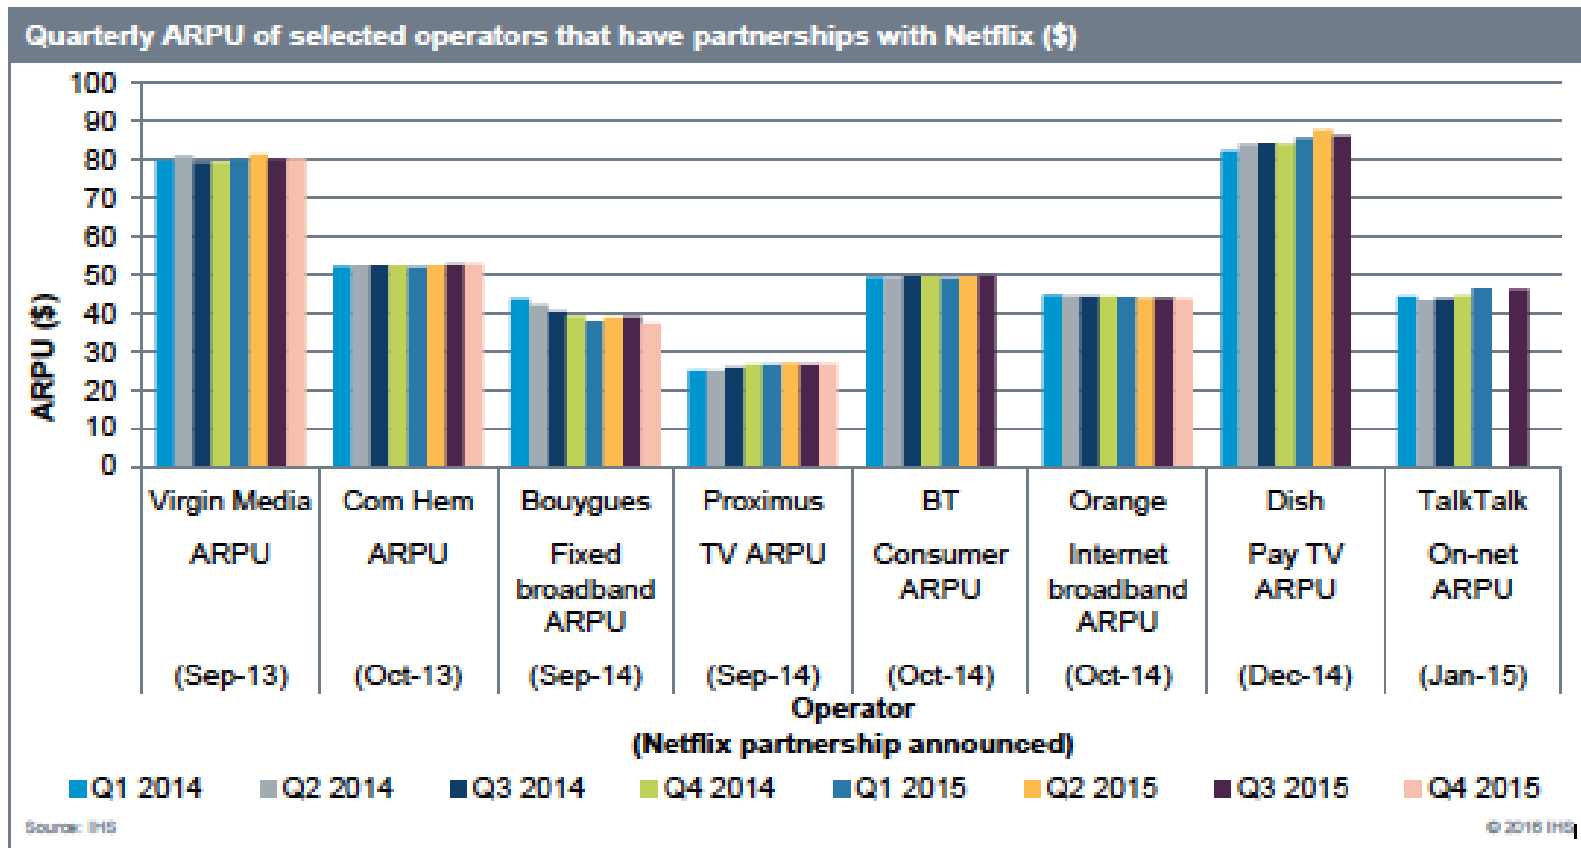 Quarterly ARPU of selected operators that have partnerships with Netflix ($)
ARPU ($)
100
90
80
70
60
50
40
30
20
10
0
Virgin Media Com Hem Bouygues Proximus BT Orange Dish TalkTalk
ARPU ARPU Fixed TV ARPU Consumer Internet Pay TV On-net
broadband ARPU broadband ARPU ARPU
ARPU ARPU
(Sep-13) (Oct-13) (Sep-14) (Sep-14) (Oct-14) (Oct-14) (Dec-14) (Jan-15)
Operator
(Netflix partnership announced)
Q1 2014 Q2 2014 Q3 2014 Q4 2014 Q1 2015 Q2 2015 Q3 2015 Q4 2015
Source: IHS © 2016 IHS